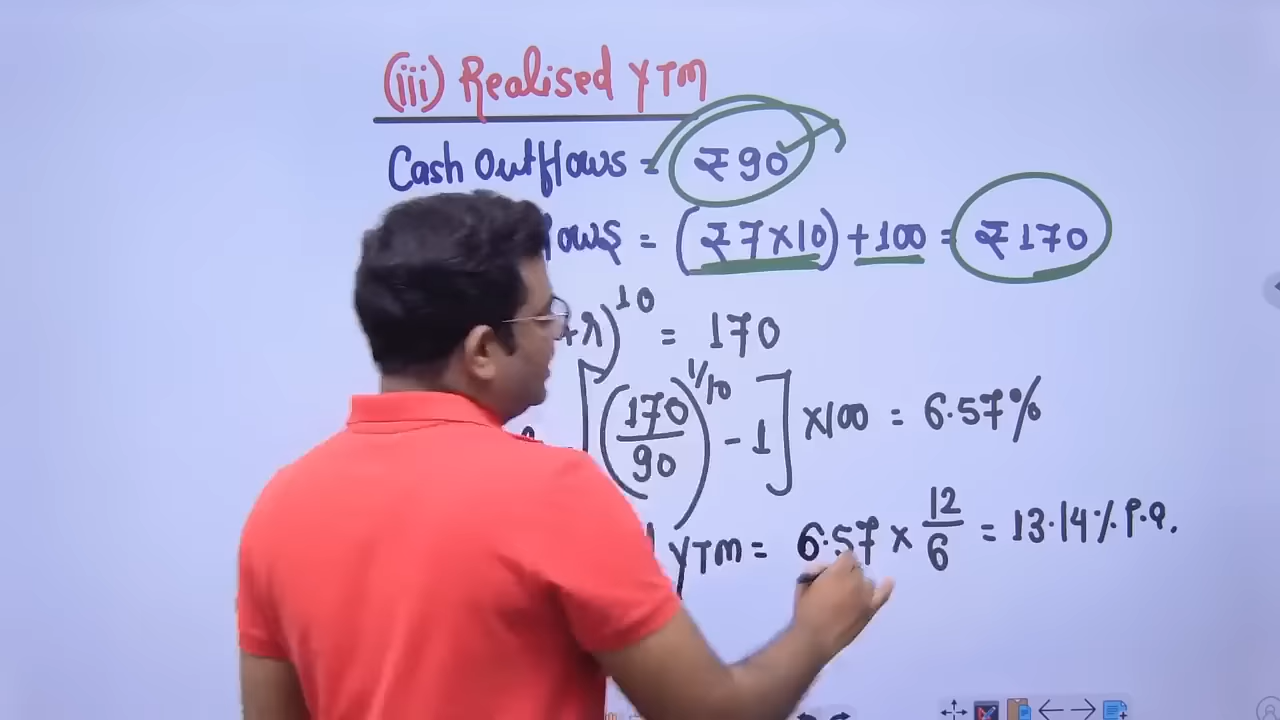 (iii) Realised YTM
Cash Outflows = ₹90
= (₹7×10) + 100 = ₹170
+r)^10 = 170
[(170/90)^1/10 - 1] ×100 = 6.57%
YTM = 6.57 × 12/6 = 13.14% P.a.